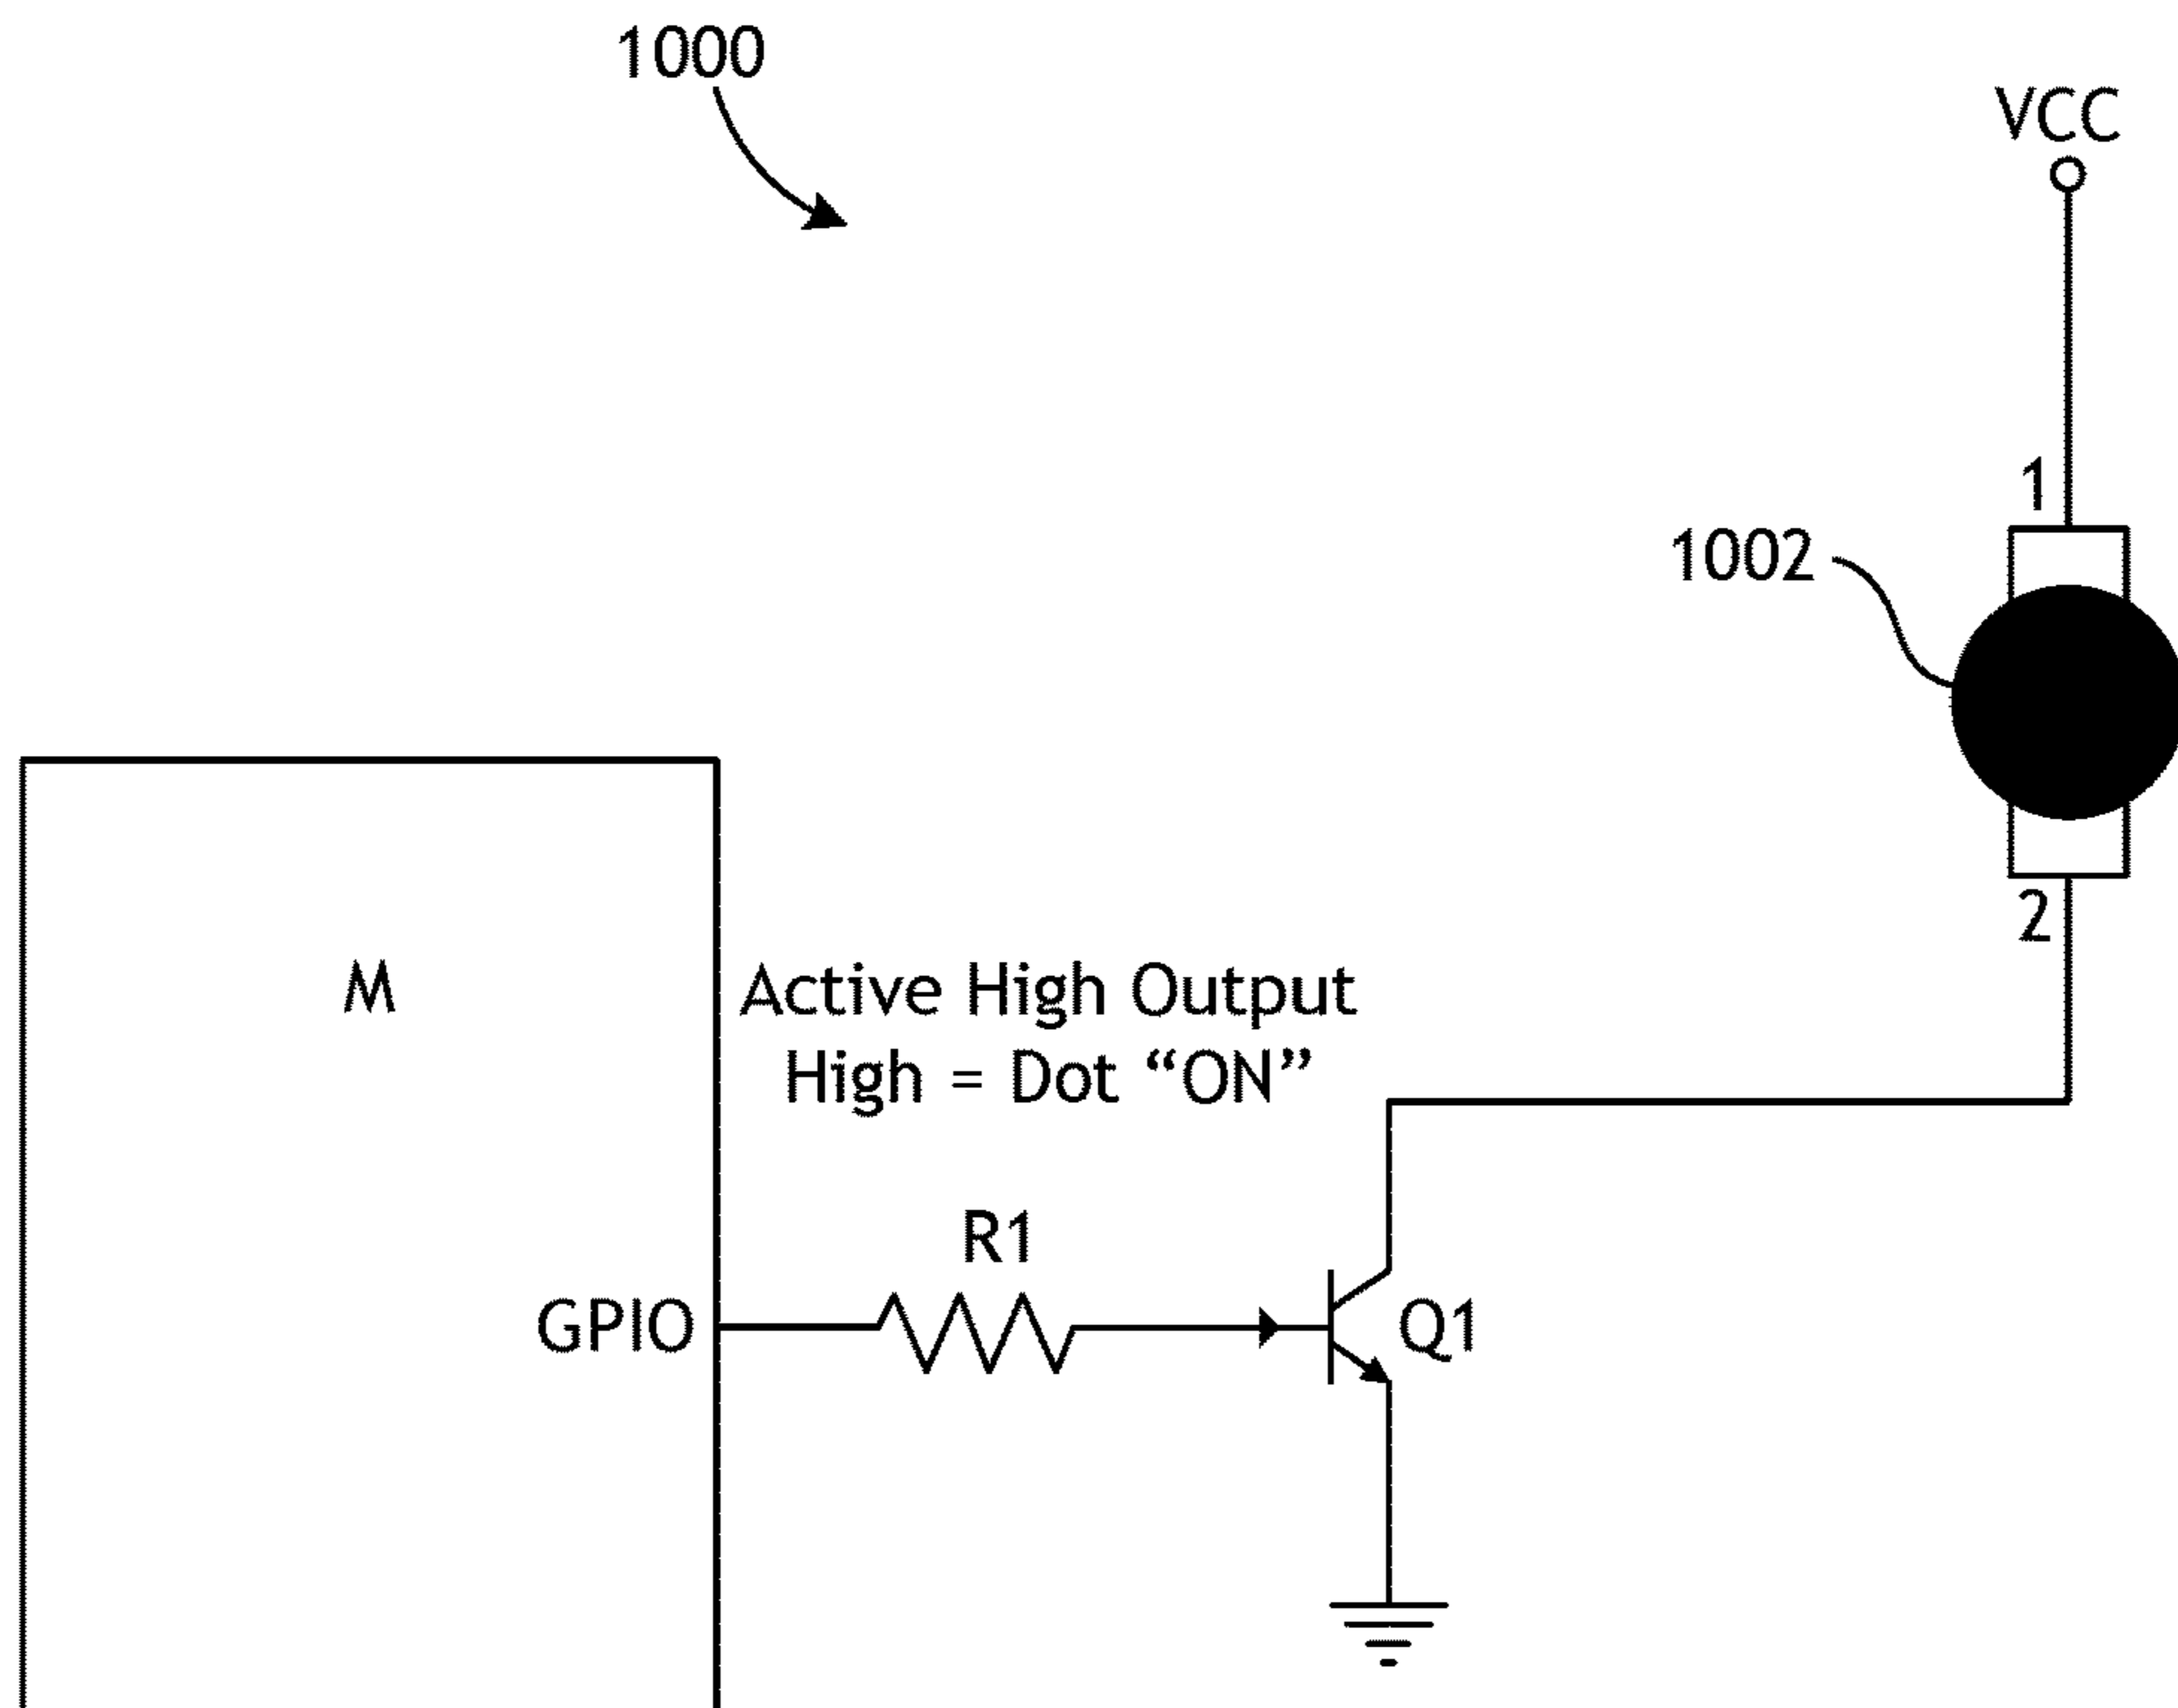 1000
VCC
1
1002
2
M
Active High Output
High = Dot “ON”
R1
GPIO
Q1